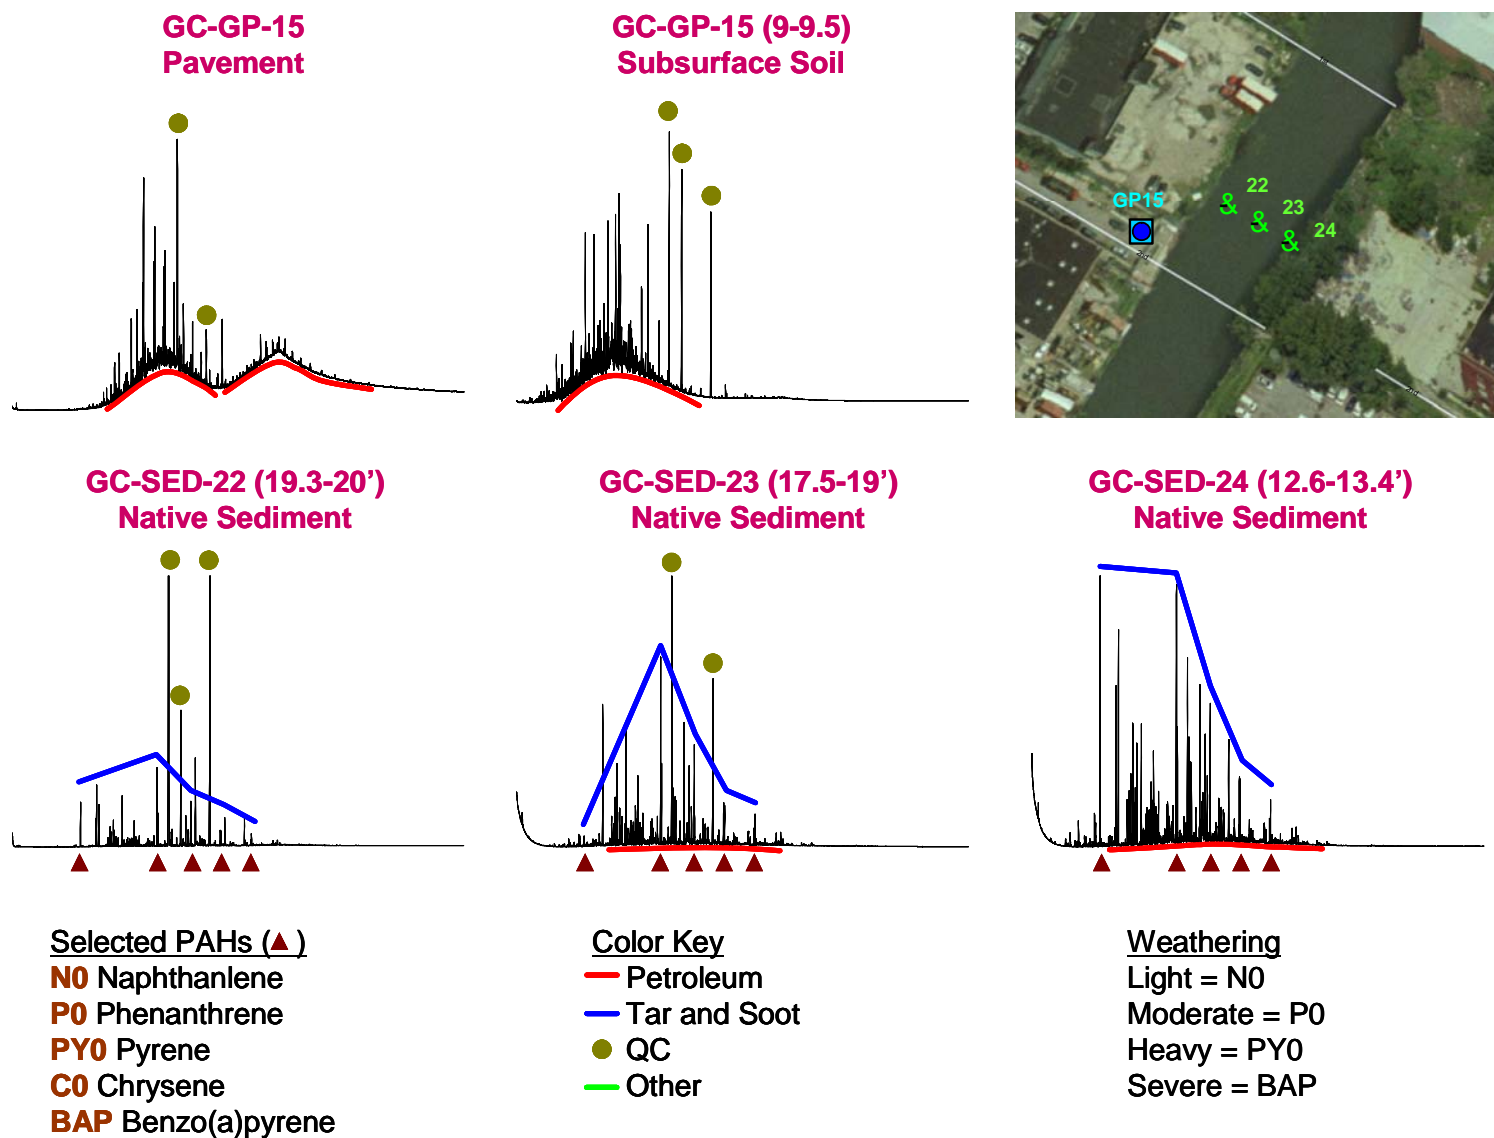 GC-GP-15
Pavement
GC-GP-15 (9-9.5)
Subsurface Soil
GP15
& 22
& 23
& 24
2nd
GC-SED-22 (19.3-20’)
Native Sediment
GC-SED-23 (17.5-19’)
Native Sediment
GC-SED-24 (12.6-13.4’)
Native Sediment
Selected PAHs (▲)
N0 Naphthanlene
P0 Phenanthrene
PY0 Pyrene
C0 Chrysene
BAP Benzo(a)pyrene
Color Key
Petroleum
Tar and Soot
QC
Other
Weathering
Light = N0
Moderate = P0
Heavy = PY0
Severe = BAP